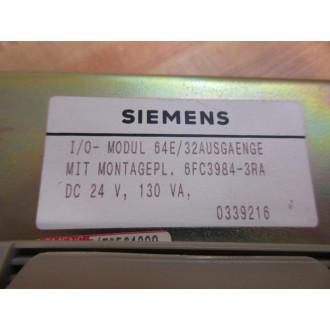 SIEMENS
I/O- MODUL 64E/32AUSGAENGE
MIT MONTAGEPL. 6FC3984-3RA
DC 24 V, 130 VA,
0339216